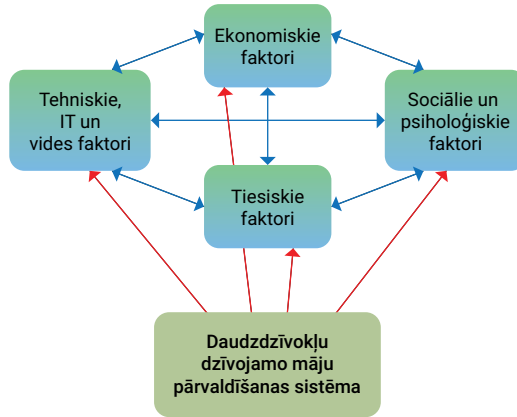 Ekonomiskie
faktori
Tehniskie,
IT un
vides faktori
Sociālie un
psiholoģiskie
faktori
Tiesiskie
faktori
Daudzdzīvokļu
dzīvojamo māju
pārvaldīšanas sistēma